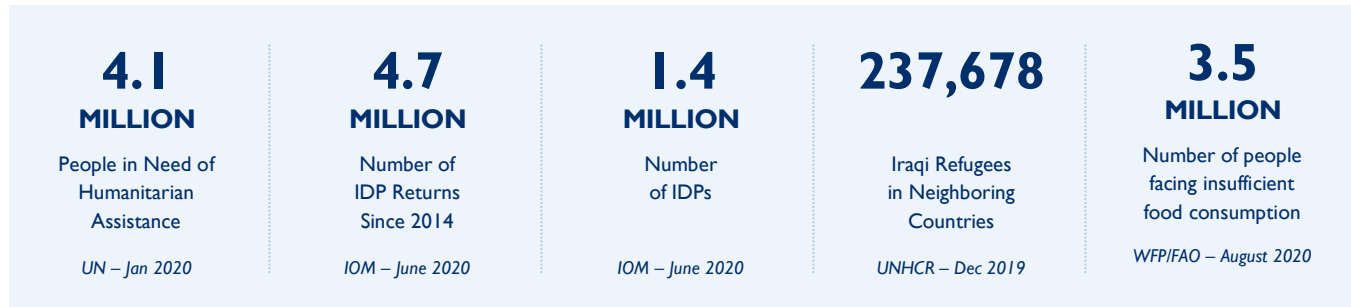 4.1
MILLION
People in Need of
Humanitarian
Assistance
UN – Jan 2020
4.7
MILLION
Number of
IDP Returns
Since 2014
IOM – June 2020
1.4
MILLION
Number
of IDPs
IOM – June 2020
237,678
Iraqi Refugees
in Neighboring
Countries
UNHCR – Dec 2019
3.5
MILLION
Number of people
facing insufficient
food consumption
WFP/FAO – August 2020